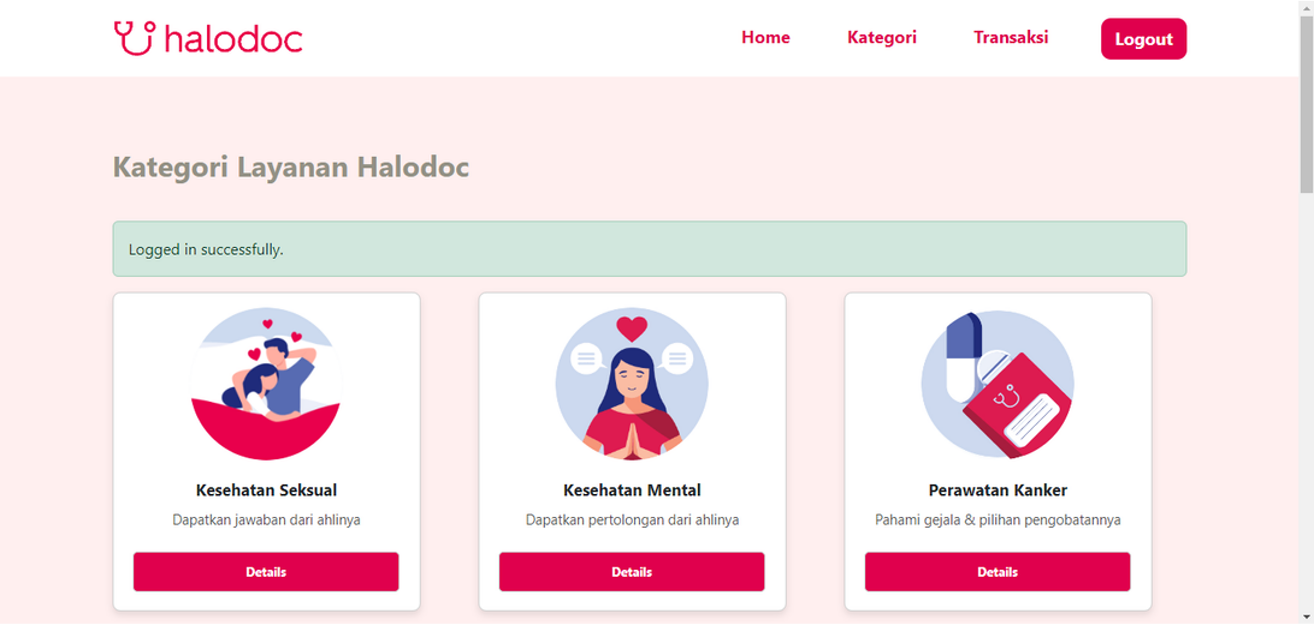 halodoc
Home Kategori Transaksi Logout
Kategori Layanan Halodoc
Logged in successfully.
Kesehatan Seksual
Dapatkan jawaban dari ahlinya
Details
Kesehatan Mental
Dapatkan pertolongan dari ahlinya
Details
Perawatan Kanker
Pahami gejala & pilihan pengobatannya
Details